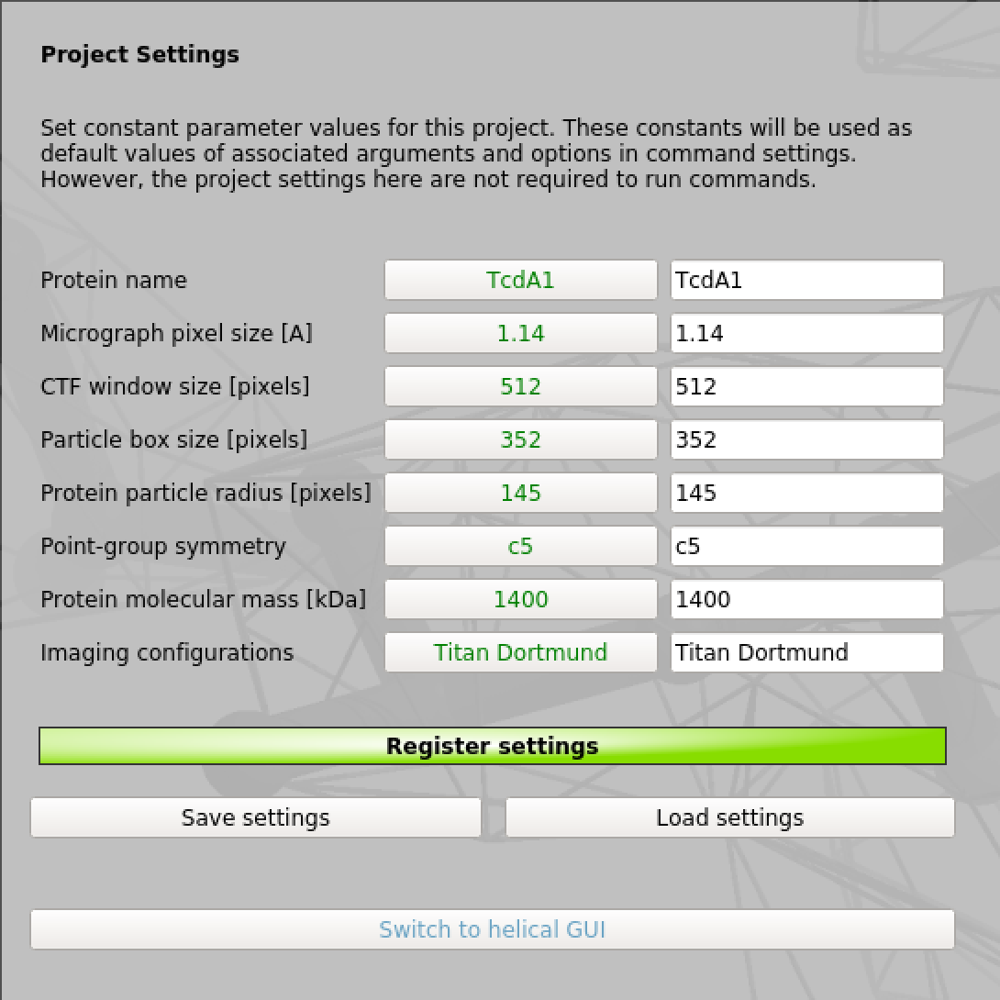 Project Settings
Set constant parameter values for this project. These constants will be used as
default values of associated arguments and options in command settings.
However, the project settings here are not required to run commands.
Protein name TcdA1 TcdA1
Micrograph pixel size [A] 1.14 1.14
CTF window size [pixels] 512 512
Particle box size [pixels] 352 352
Protein particle radius [pixels] 145 145
Point-group symmetry c5 c5
Protein molecular mass [kDa] 1400 1400
Imaging configurations Titan Dortmund Titan Dortmund
Register settings
Save settings Load settings
Switch to helical GUI